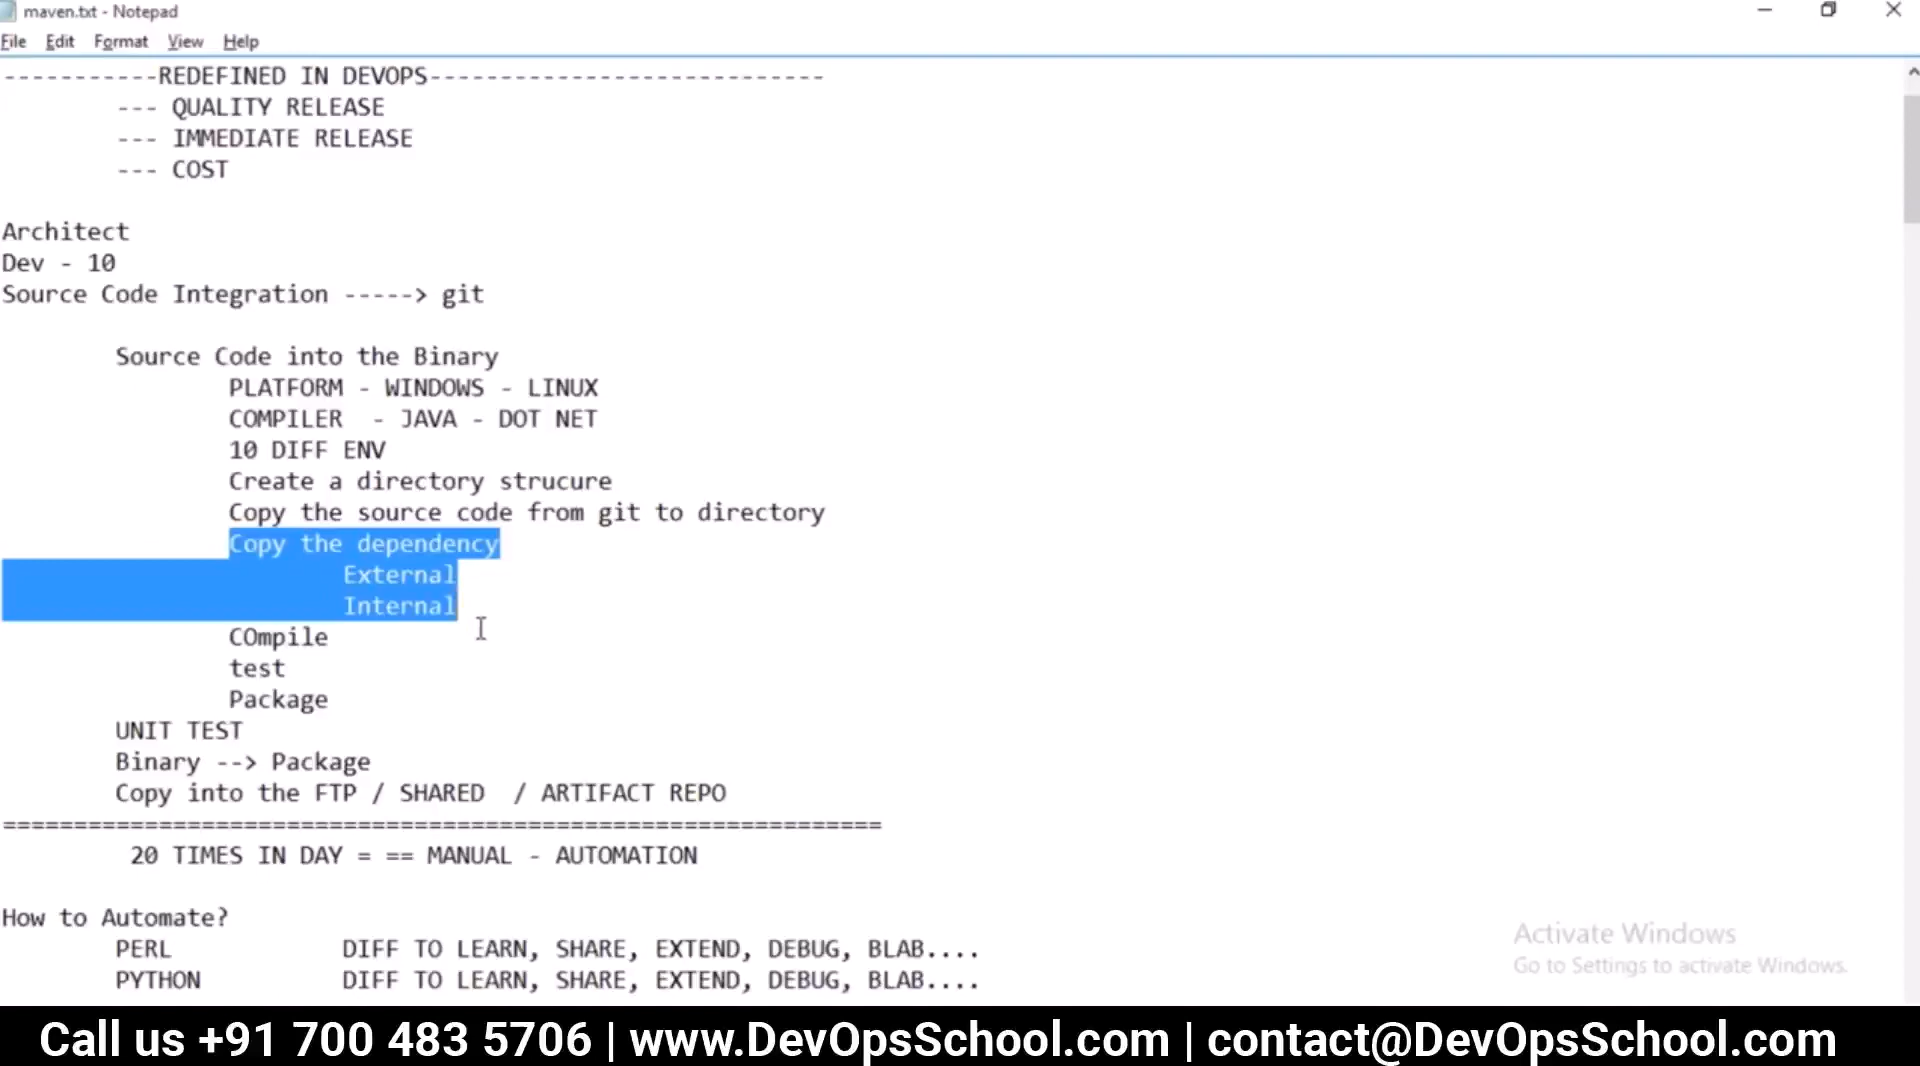 maven.txt - Notepad
File Edit Format View Help
-----------REDEFINED IN DEVOPS----------------------------
--- QUALITY RELEASE
--- IMMEDIATE RELEASE
--- COST
Architect
Dev - 10
Source Code Integration -----> git
Source Code into the Binary
PLATFORM - WINDOWS - LINUX
COMPILER  - JAVA - DOT NET
10 DIFF ENV
Create a directory strucure
Copy the source code from git to directory
Copy the dependency
External
Internal
COmpile
test
Package
UNIT TEST
Binary --> Package
Copy into the FTP / SHARED  / ARTIFACT REPO
==============================================================
20 TIMES IN DAY = == MANUAL - AUTOMATION
How to Automate?
PERL DIFF TO LEARN, SHARE, EXTEND, DEBUG, BLAB....
PYTHON DIFF TO LEARN, SHARE, EXTEND, DEBUG, BLAB....
Activate Windows
Go to Settings to activate Windows.
Call us +91 700 483 5706 | www.DevOpsSchool.com | contact@DevOpsSchool.com